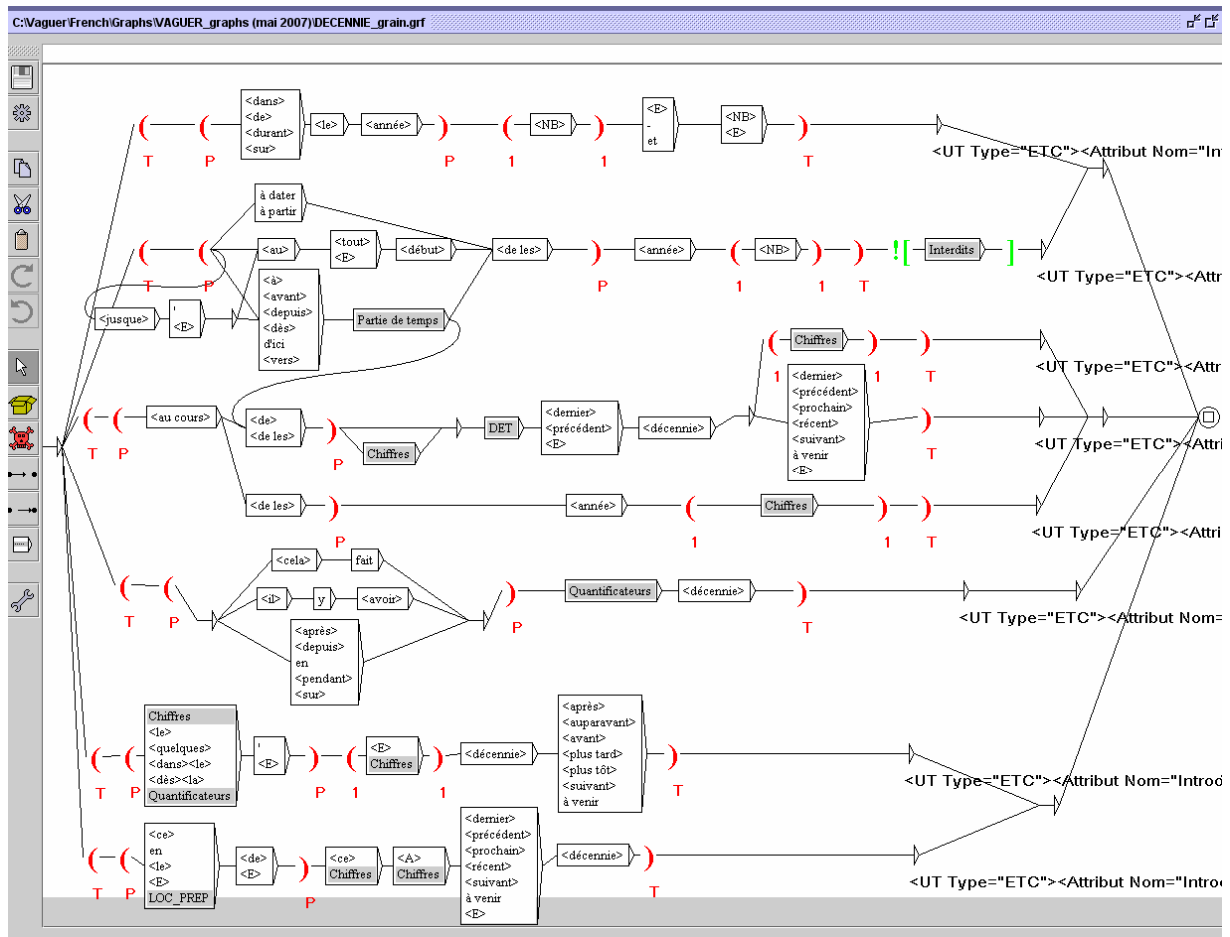 C:\Vaguer\French\Graphs\VAGUER_graphs (mai 2007)\DECENNIE_grain.grf
<dans>
<de>
<durant>
<sur>
<le>
<année>
<NB>
<E>
-
et
<NB>
<E>
T
P
P
1
1
T
<UT Type="ETC"><Attribut Nom="Int
à dater
à partir
<au>
<tout>
<E>
<début>
<de les>
<année>
<NB>
![
Interdits
]
T
P
P
1
1
T
<UT Type="ETC"><Attri
<jusque>
'
<E>
<à>
<avant>
<depuis>
<dès>
d'ici
<vers>
Partie de temps
Chiffres
1
1
T
<UT Type="ETC"><Attri
<au cours>
<de>
<de les>
Chiffres
DET
<dernier>
<précédent>
<E>
<décennie>
<dernier>
<précédent>
<prochain>
<récent>
<suivant>
à venir
<E>
T
P
P
T
<UT Type="ETC"><Attri
<de les>
<année>
Chiffres
P
1
1
T
<UT Type="ETC"><Attri
<cela>
fait
<il>
y
<avoir>
<après>
<depuis>
en
<pendant>
<sur>
Quantificateurs
<décennie>
T
P
P
T
<UT Type="ETC"><Attribut Nom=
Chiffres
<le>
<quelques>
<dans><le>
<dès><la>
Quantificateurs
'
<E>
<E>
Chiffres
<décennie>
<après>
<auparavant>
<avant>
<plus tard>
<plus tôt>
<suivant>
à venir
T
P
P
1
1
T
<UT Type="ETC"><Attribut Nom="Introd
<ce>
en
<le>
<E>
LOC_PREP
<de>
<E>
<ce>
Chiffres
<A>
Chiffres
<dernier>
<précédent>
<prochain>
<récent>
<suivant>
à venir
<E>
<décennie>
T
P
P
T
<UT Type="ETC"><Attribut Nom="Introd